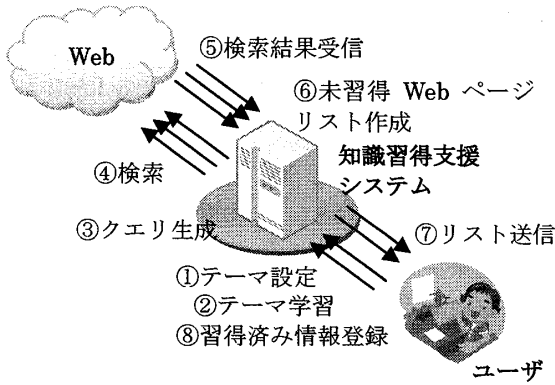 Web
⑤検索結果受信
⑥未習得 Web ページ
リスト作成
知識習得支援
システム
④検索
③クエリ生成
⑦リスト送信
①テーマ設定
②テーマ学習
⑧習得済み情報登録
ユーザ